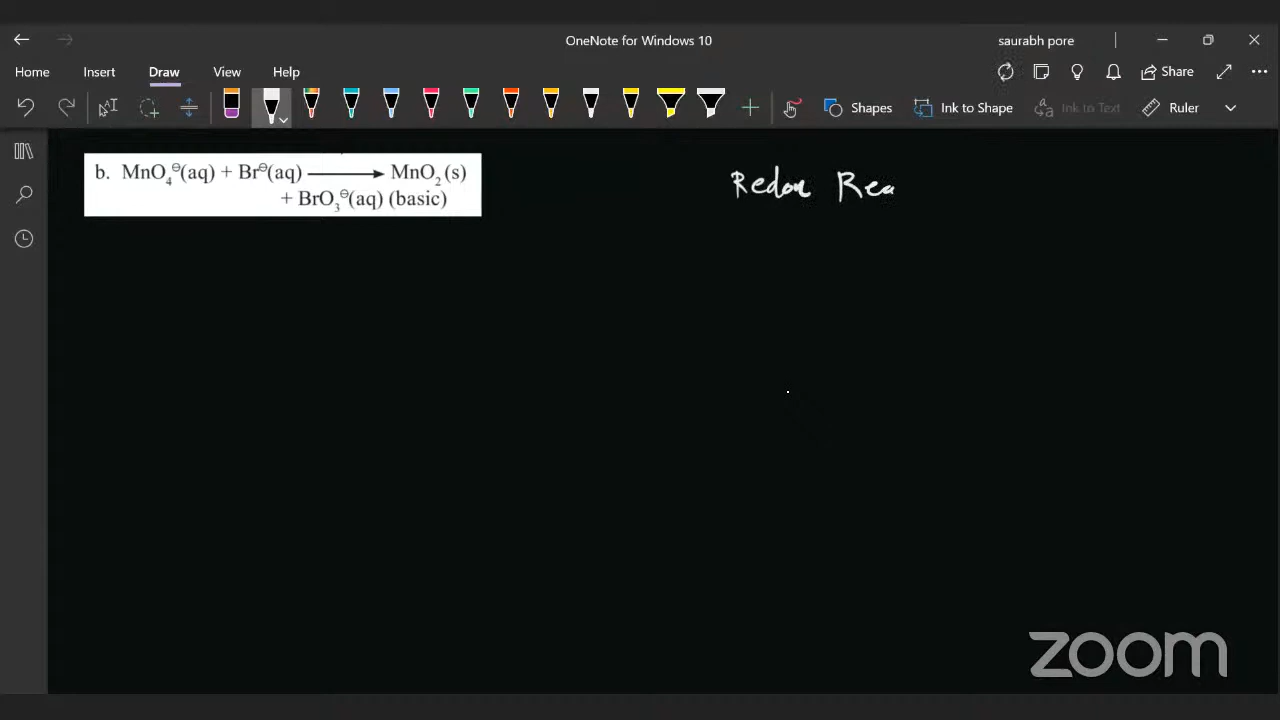 OneNote for Windows 10
saurabh pore
Home Insert Draw View Help
Share
Shapes Ink to Shape Ink to Text Ruler
b. MnO₄⊖(aq) + Br⊖(aq) ⟶ MnO₂(s)
+ BrO₃⊖(aq) (basic)
Redox Rea
zoom